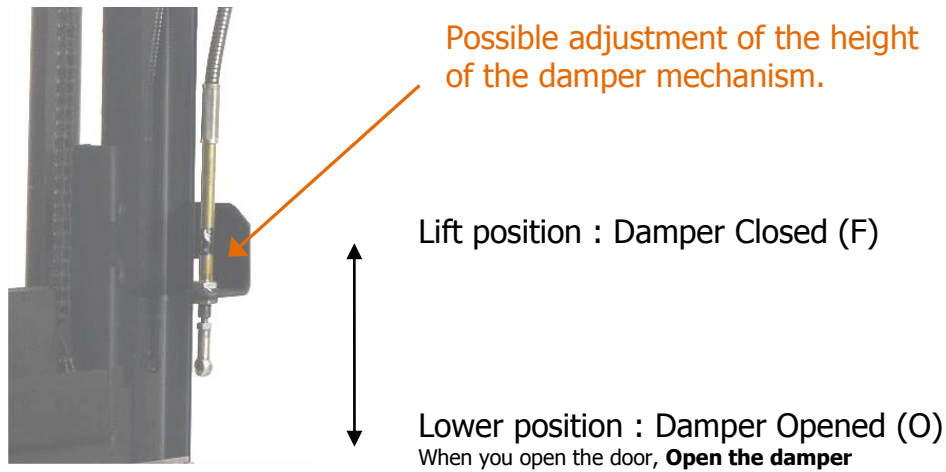 Possible adjustment of the height
of the damper mechanism.
Lift position : Damper Closed (F)
Lower position : Damper Opened (O)
When you open the door, Open the damper